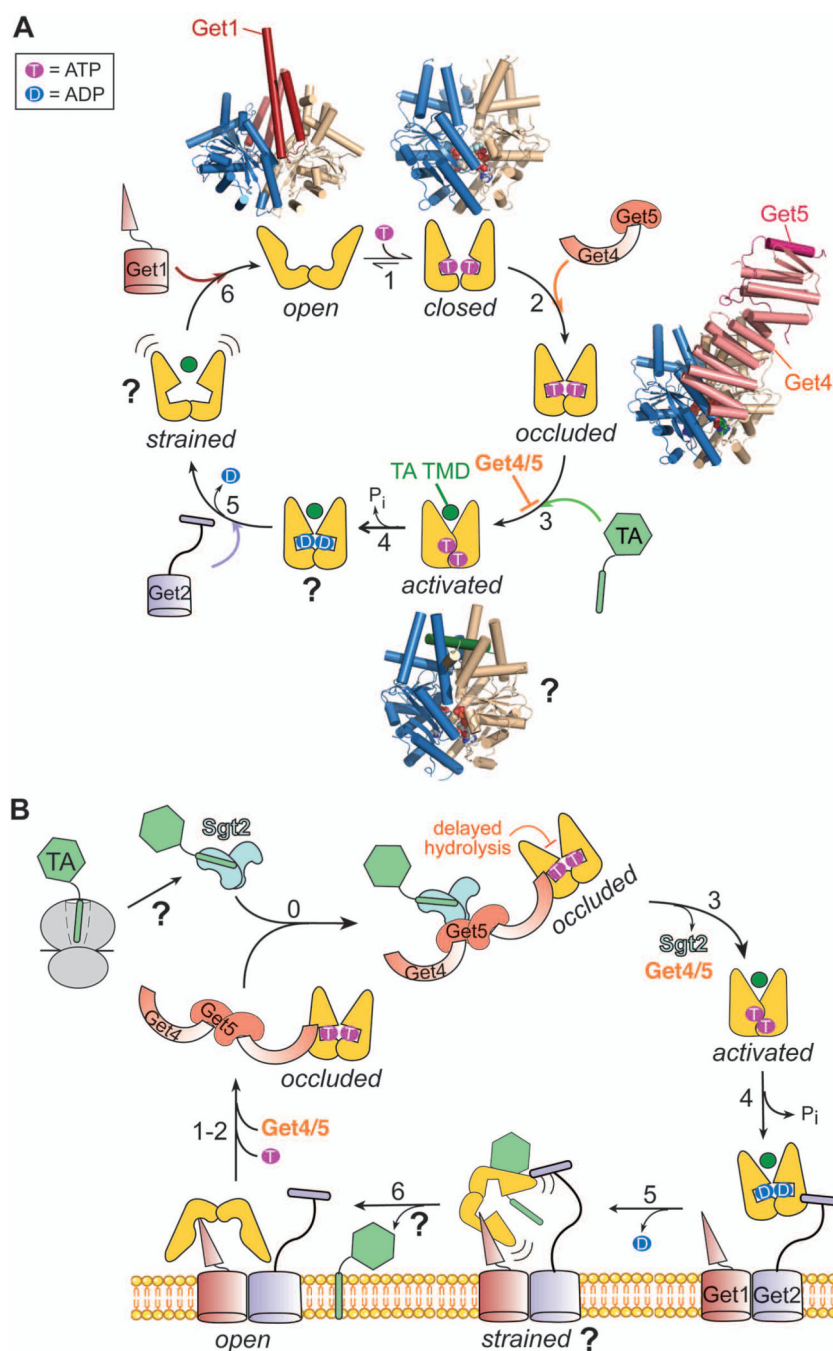 A
T = ATP
D = ADP
Get1
Get1
6
open
T
1
T T
closed
2
Get5
Get4
Get5
Get4
T T
occluded
?
strained
Get4/5
TA TMD
3
TA
D
5
Get2
D D
?
Pi
4
T
T
activated
?
B
TA
?
Sgt2
0
delayed
hydrolysis
T T
occluded
Get5
Get4
3
Sgt2
Get4/5
T
T
activated
Get4
Get5
T T
occluded
4
Pi
1-2
Get4/5
T
6
?
5
D
D D
Get1
Get2
open
strained ?